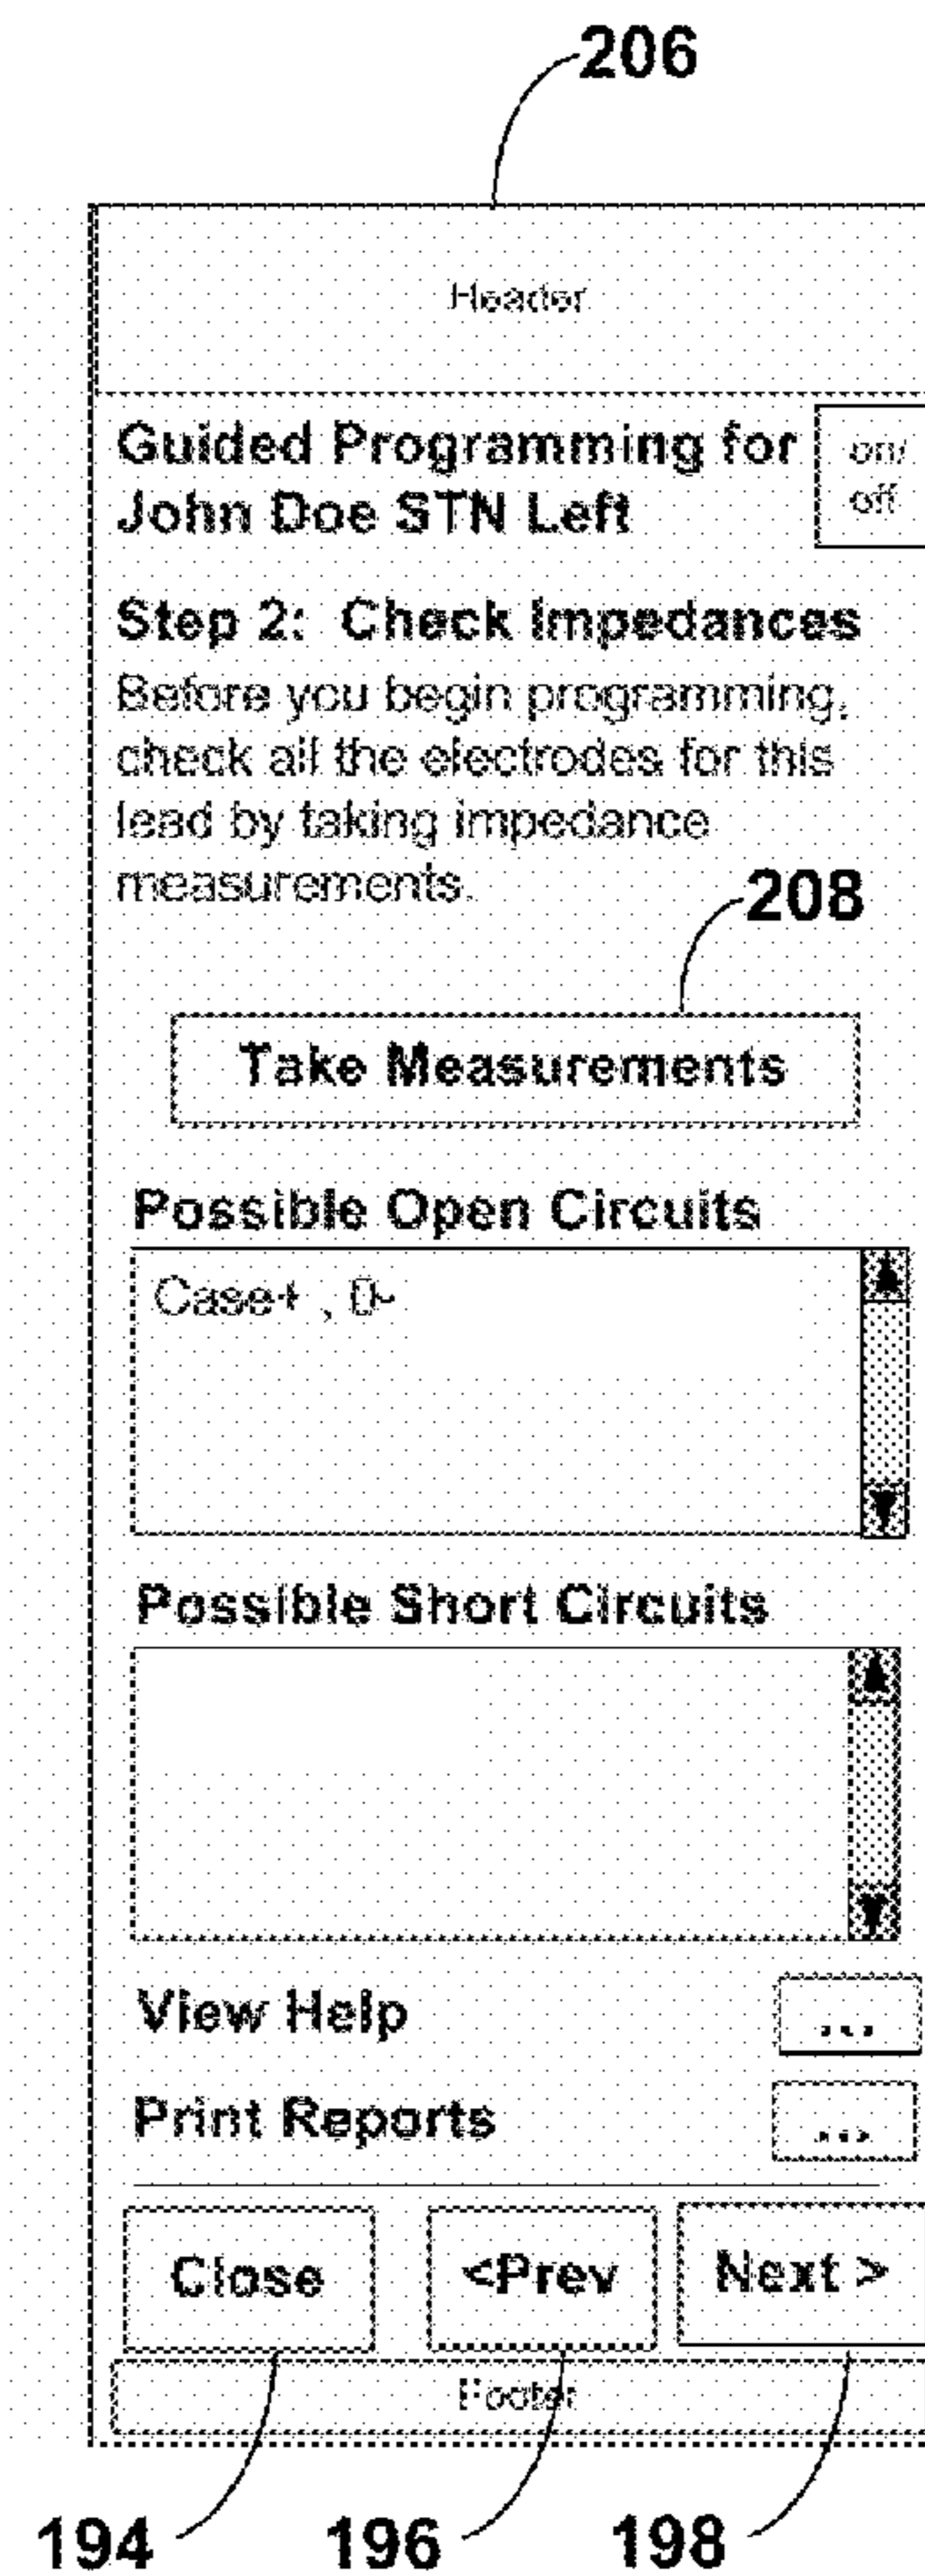 206
Header
Guided Programming for
John Doe STN Left
on/
off
Step 2: Check Impedances
Before you begin programming,
check all the electrodes for this
lead by taking impedance
measurements.
208
Take Measurements
Possible Open Circuits
Case+ , 0-
Possible Short Circuits
View Help ...
Print Reports ...
Close <Prev Next >
Footer
194 196 198